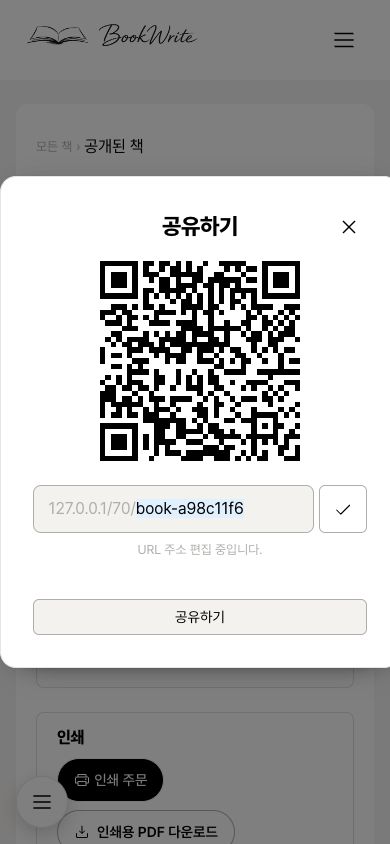 BookWrite
모든 책 › 공개된 책
공유하기
127.0.0.1/70/book-a98c11f6
URL 주소 편집 중입니다.
공유하기
인쇄
인쇄 주문
인쇄용 PDF 다운로드